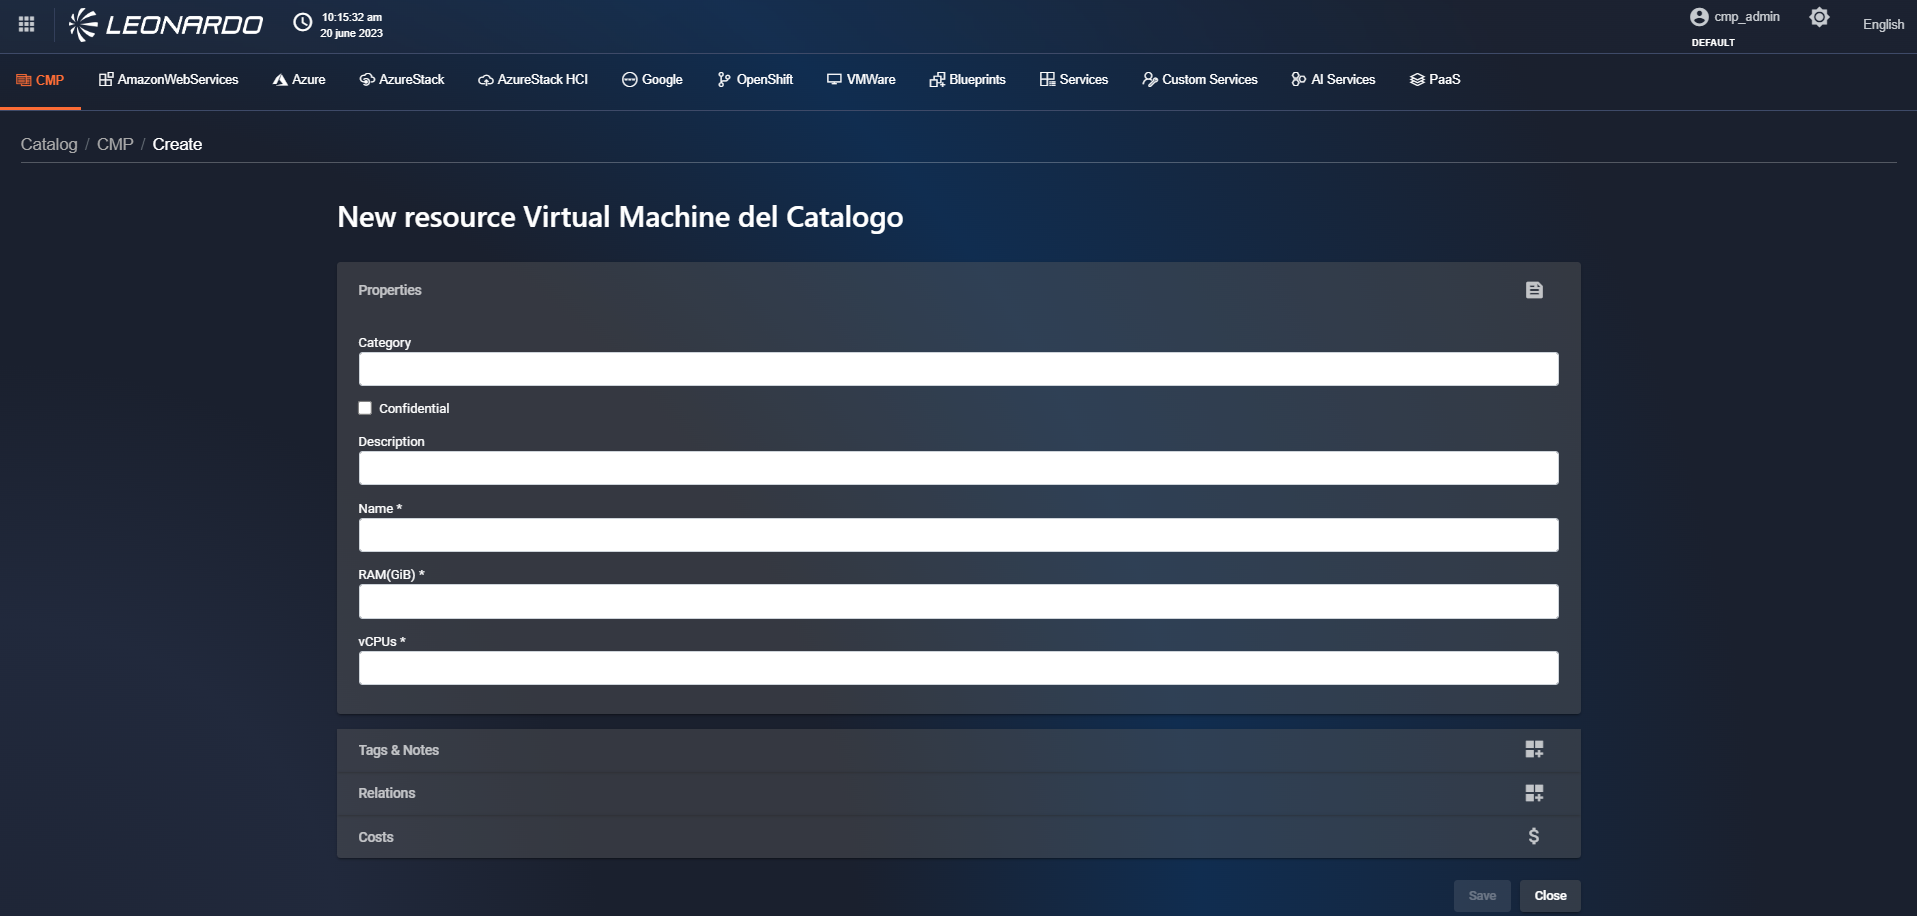 LEONARDO
10:15:32 am
20 june 2023
cmp_admin
DEFAULT
English
CMP AmazonWebServices Azure AzureStack AzureStack HCI Google OpenShift VMWare Blueprints Services Custom Services AI Services PaaS
Catalog / CMP / Create
New resource Virtual Machine del Catalogo
Properties
Category
Confidential
Description
Name *
RAM(GiB) *
vCPUs *
Tags & Notes
Relations
Costs
$
Save Close